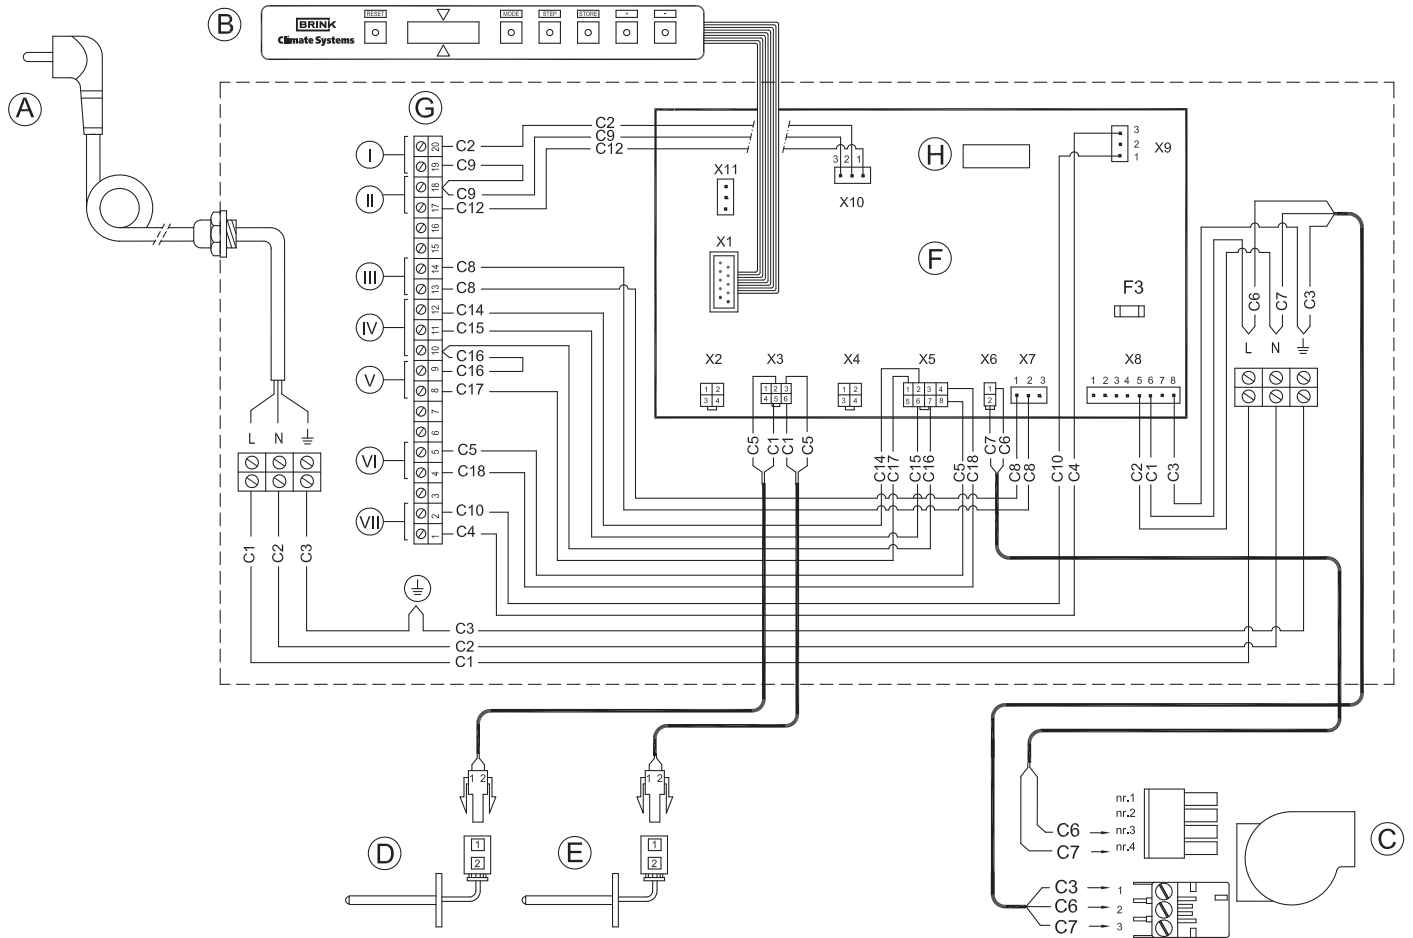 A
B
RESET
MODE
STEP
STORE
+
-
BRINK
Climate Systems
G
I
II
III
IV
V
VI
VII
20
19
18
17
16
15
14
13
12
11
10
9
8
7
6
5
4
3
2
1
C2
C9
C9
C12
C8
C8
C14
C15
C16
C16
C17
C5
C18
C10
C4
C2
C9
C12
H
F
X11
X1
3 2 1
X10
3
2
1
X9
F3
X2
1 2
3 4
X3
1 2 3
4 5 6
X4
1 2
3 4
X5
1 2 3 4
5 6 7 8
X6
1
2
X7
1 2 3
X8
1 2 3 4 5 6 7 8
C5
C1
C1
C5
C14
C17
C15
C16
C5
C18
C7
C6
C8
C8
C10
C4
C2
C1
C3
C6
C7
C3
L N
L N
C1
C2
C3
C3
C2
C1
1 2
1 2
D
1
2
E
1
2
C
nr.1
nr.2
nr.3
nr.4
C6
C7
C3 1
C6 2
C7 3